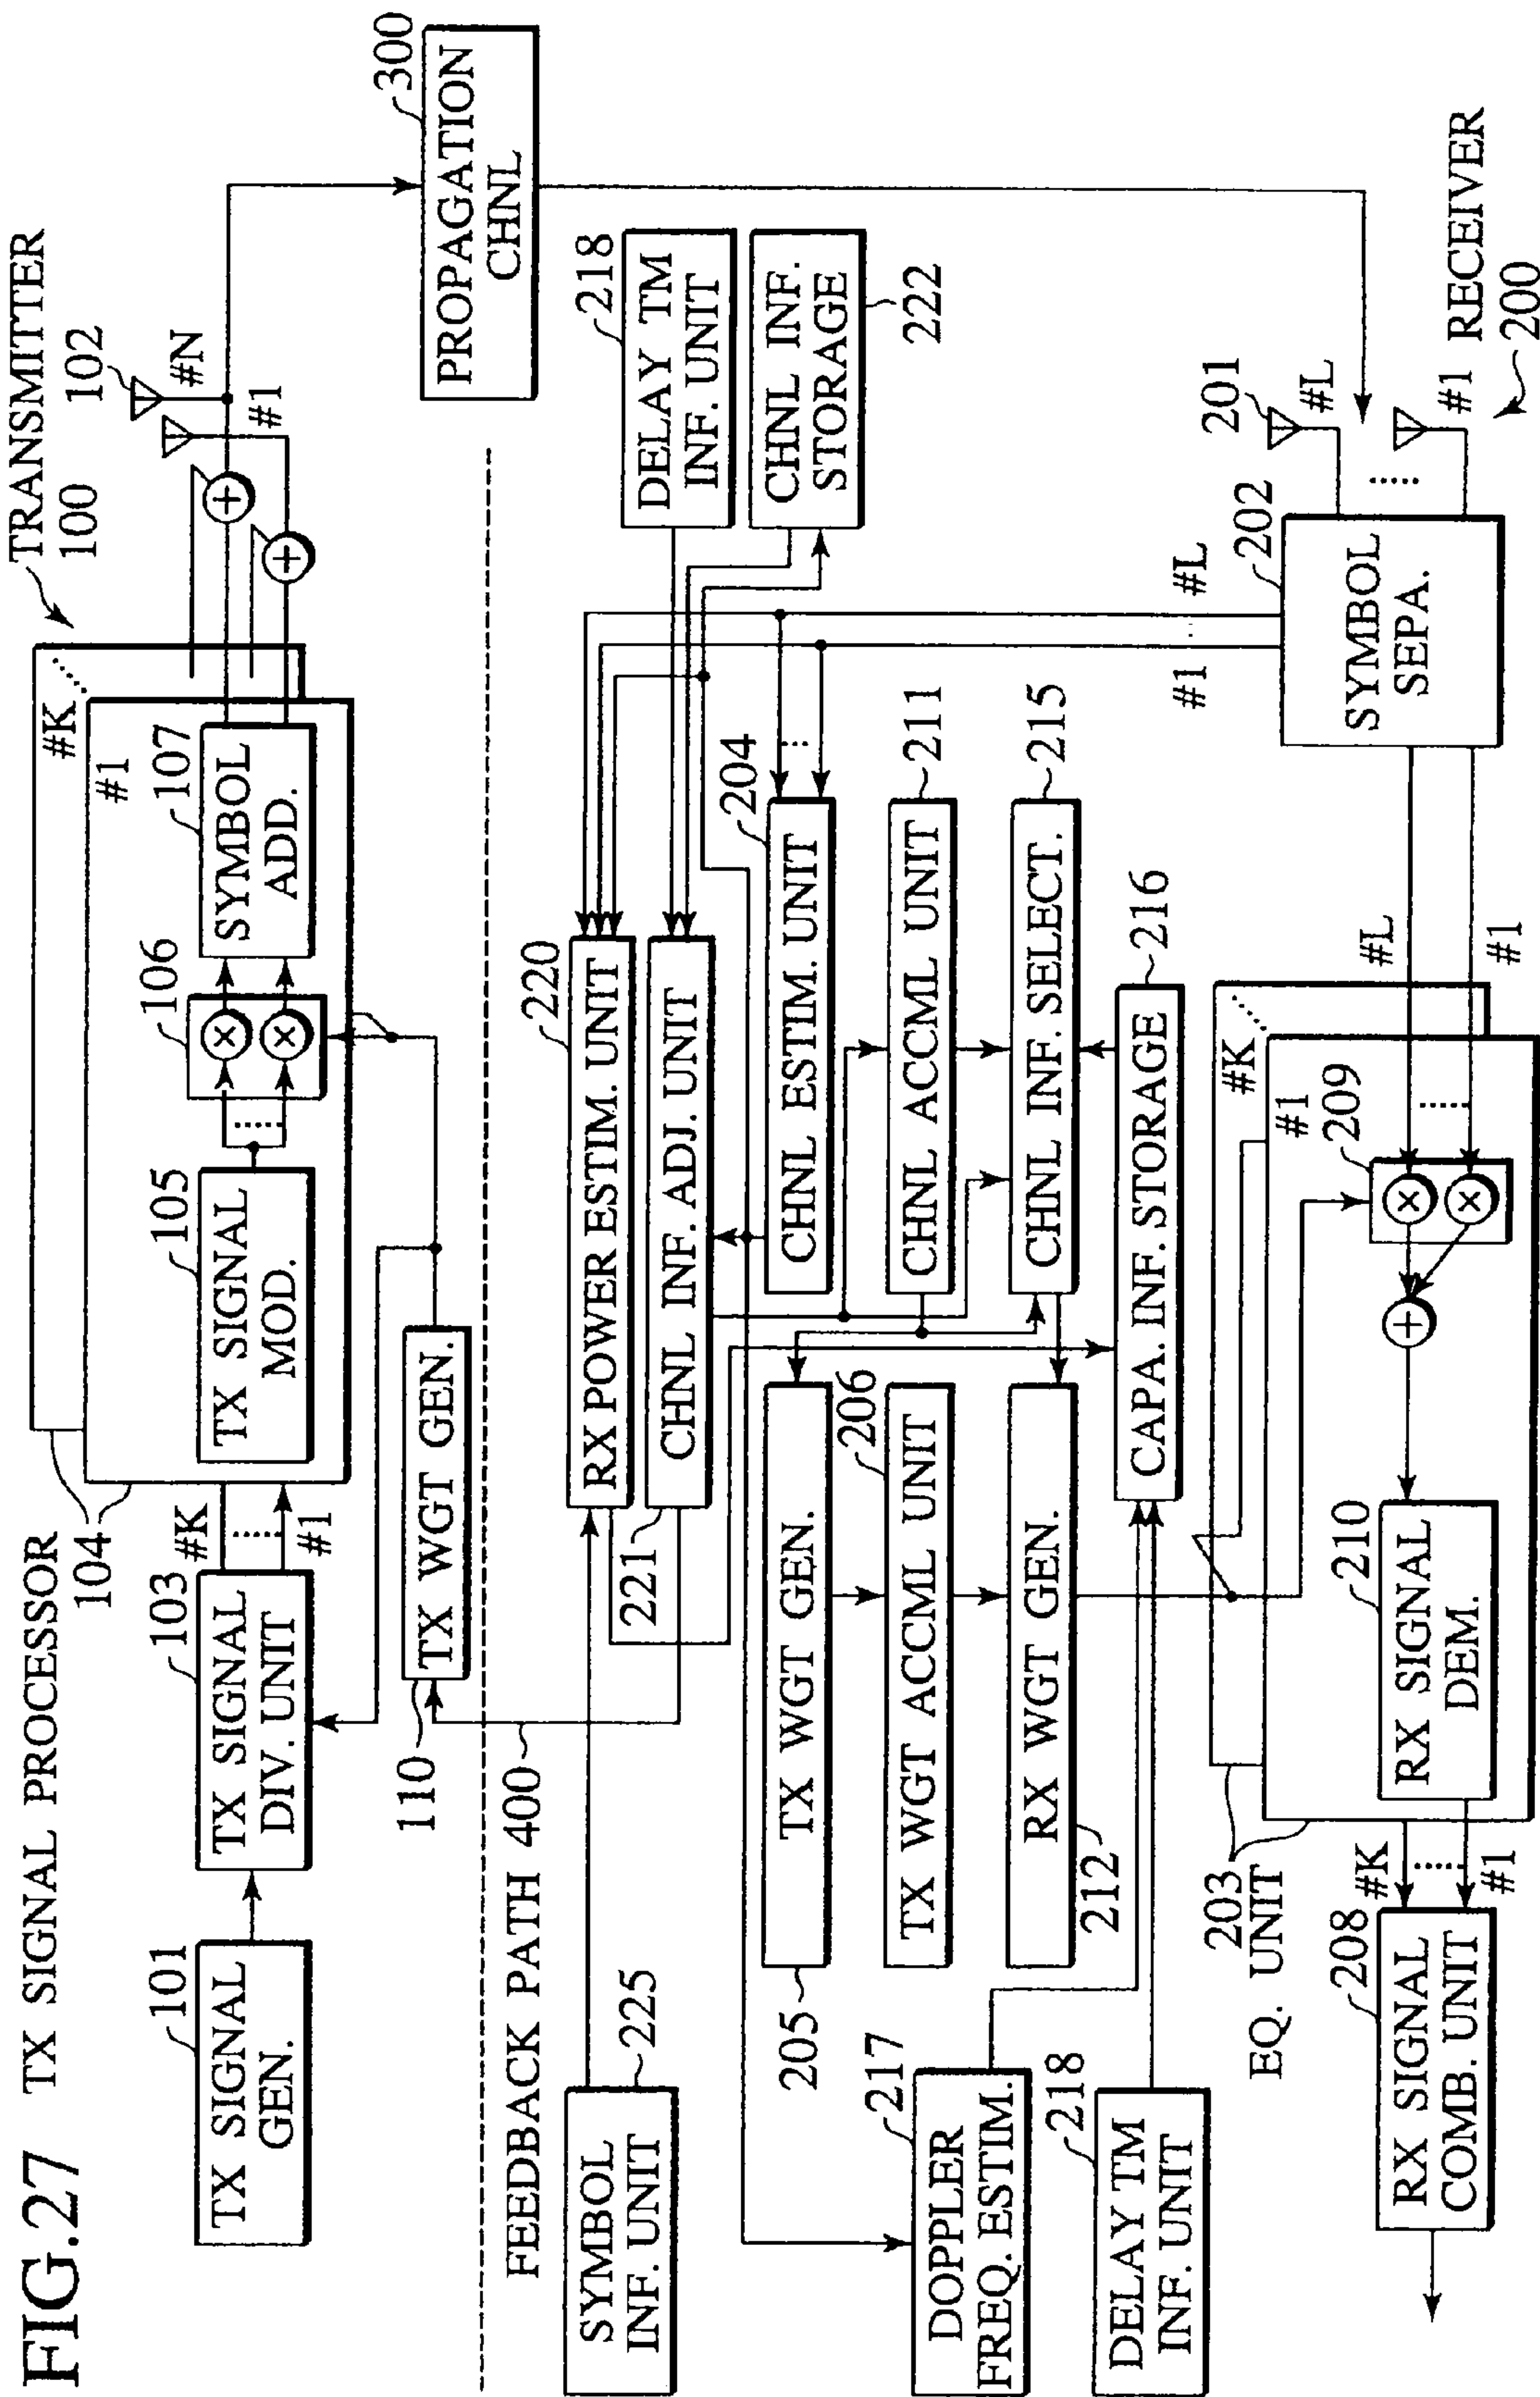 FIG.27
TX SIGNAL PROCESSOR
TRANSMITTER
100
101
TX SIGNAL
GEN.
103
TX SIGNAL
DIV. UNIT
104
#K
#1
#K
#1
105
TX SIGNAL
MOD.
106
107
SYMBOL
ADD.
102
#N
#1
110
TX WGT GEN.
300
PROPAGATION
CHNL
FEEDBACK PATH 400
225
SYMBOL
INF. UNIT
220
RX POWER ESTIM. UNIT
221
CHNL INF. ADJ. UNIT
218
DELAY TM
INF. UNIT
CHNL INF.
STORAGE
222
205
TX WGT GEN.
204
CHNL ESTIM. UNIT
206
TX WGT ACCML UNIT
211
CHNL ACCML UNIT
212
RX WGT GEN.
215
CHNL INF. SELECT.
216
CAPA. INF. STORAGE
217
DOPPLER
FREQ. ESTIM.
218
DELAY TM
INF. UNIT
#1
#L
202
SYMBOL
SEPA.
201
#L
#1
RECEIVER
200
#L
#1
203
EQ. UNIT
#K
#1
209
210
RX SIGNAL
DEM.
#K
#1
208
RX SIGNAL
COMB. UNIT